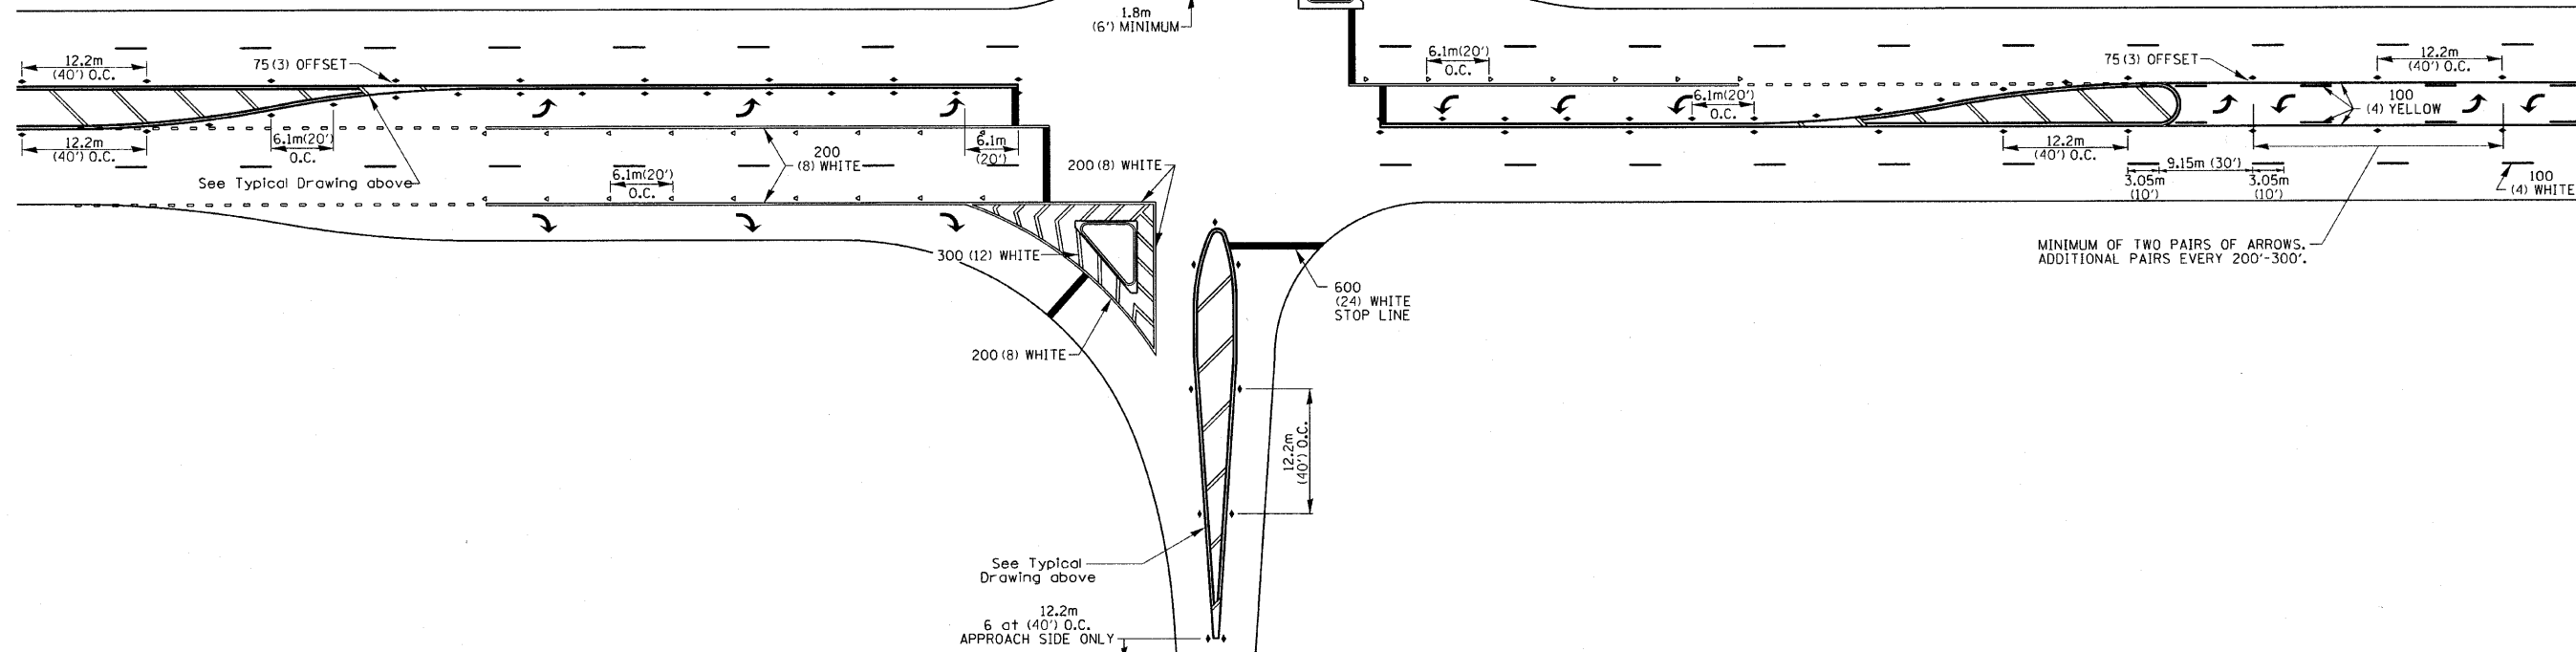 1.8m
(6') MINIMUM
12.2m
(40') O.C.
75 (3) OFFSET
6.1m(20')
O.C.
75 (3) OFFSET
12.2m
(40') O.C.
6.1m(20')
O.C.
100
(4) YELLOW
12.2m
(40') O.C.
6.1m(20')
O.C.
See Typical Drawing above
6.1m(20')
O.C.
200
(8) WHITE
6.1m
(20')
200 (8) WHITE
12.2m
(40') O.C.
9.15m (30')
3.05m
(10')
3.05m
(10')
100
(4) WHITE
300 (12) WHITE
200 (8) WHITE
600
(24) WHITE
STOP LINE
MINIMUM OF TWO PAIRS OF ARROWS.
ADDITIONAL PAIRS EVERY 200'-300'.
12.2m
(40') O.C.
See Typical
Drawing above
12.2m
6 at (40') O.C.
APPROACH SIDE ONLY